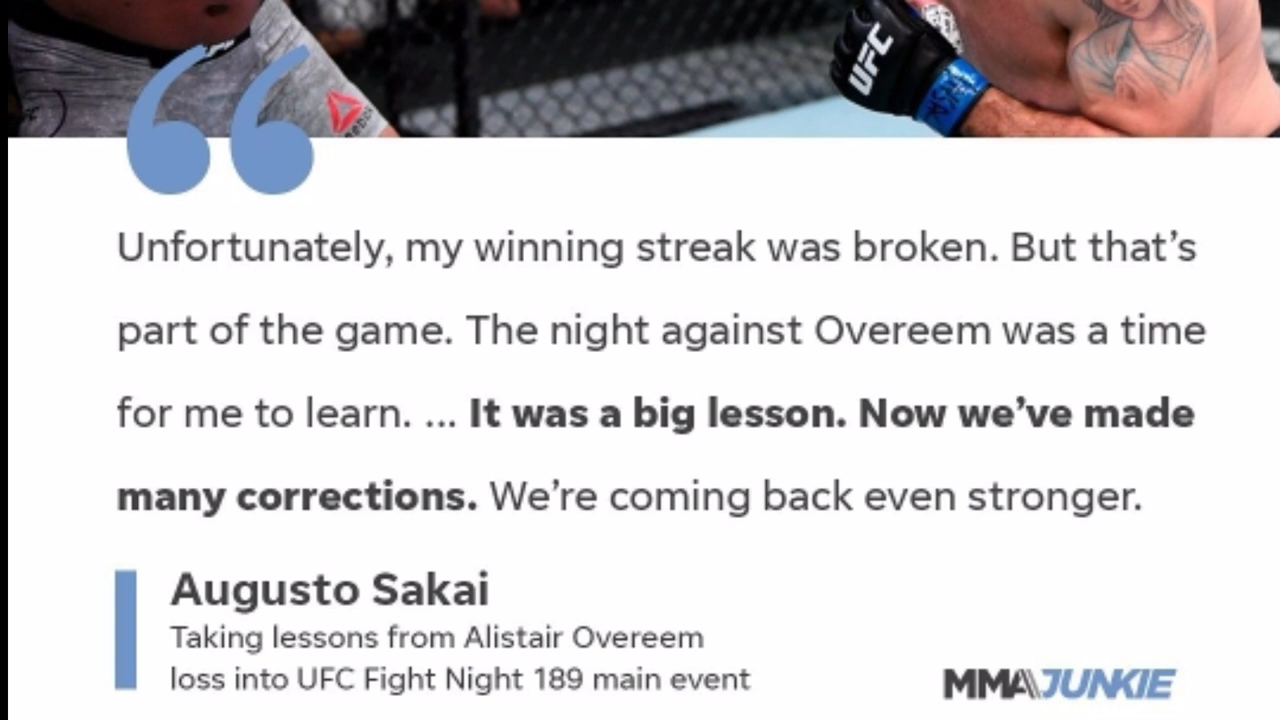 UFC
Reebok
Unfortunately, my winning streak was broken. But that’s
part of the game. The night against Overeem was a time
for me to learn. ... It was a big lesson. Now we’ve made
many corrections. We’re coming back even stronger.
Augusto Sakai
Taking lessons from Alistair Overeem
loss into UFC Fight Night 189 main event
MMAJUNKIE